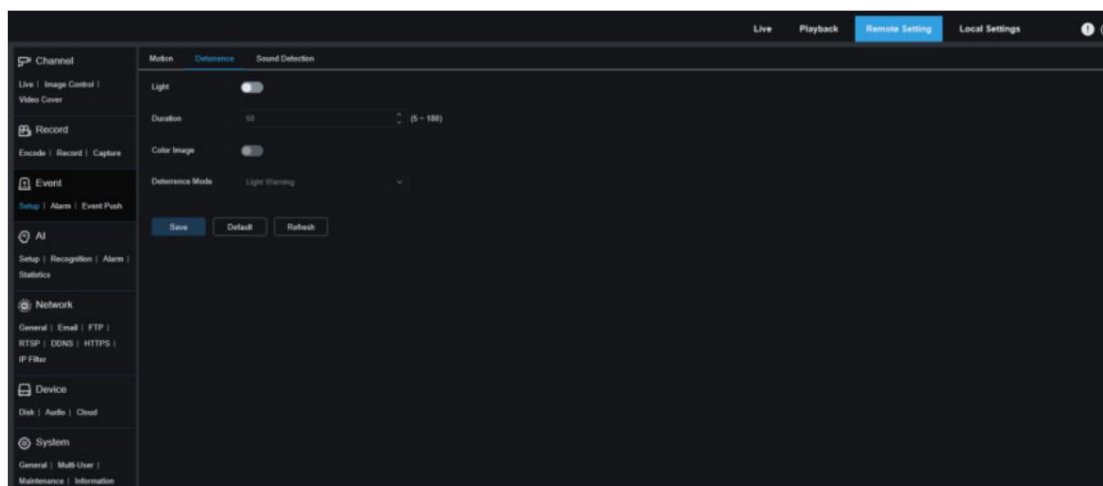 Live Playback Remote Setting Local Settings
Channel
Live | Image Control |
Video Cover
Record
Encode | Record | Capture
Event
Setup | Alarm | Event Push
AI
Setup | Recognition | Alarm |
Statistics
Network
General | Email | FTP |
RTSP | DDNS | HTTPS |
IP Filter
Device
Disk | Audio | Cloud
System
General | Multi-User |
Maintenance | Information
Motion Deterrence Sound Detection
Light
Duration 60 (5 ~ 180)
Color Image
Deterrence Mode Light Warning
Save Default Refresh